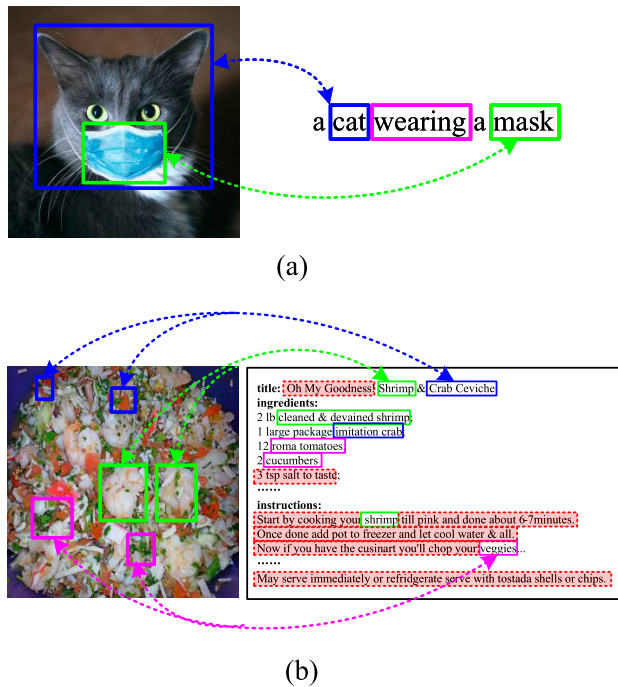 a cat wearing a mask
(a)
title: Oh My Goodness! Shrimp & Crab Ceviche
ingredients:
2 lb cleaned & devained shrimp;
1 large package imitation crab;
12 roma tomatoes
2 cucumbers
3 tsp salt to taste;
......
instructions:
Start by cooking your shrimp till pink and done about 6-7minutes.
Once done add pot to freezer and let cool water & all.
Now if you have the cusinart you'll chop your veggies...
......
May serve immediately or refridgerate serve with tostada shells or chips.
(b)